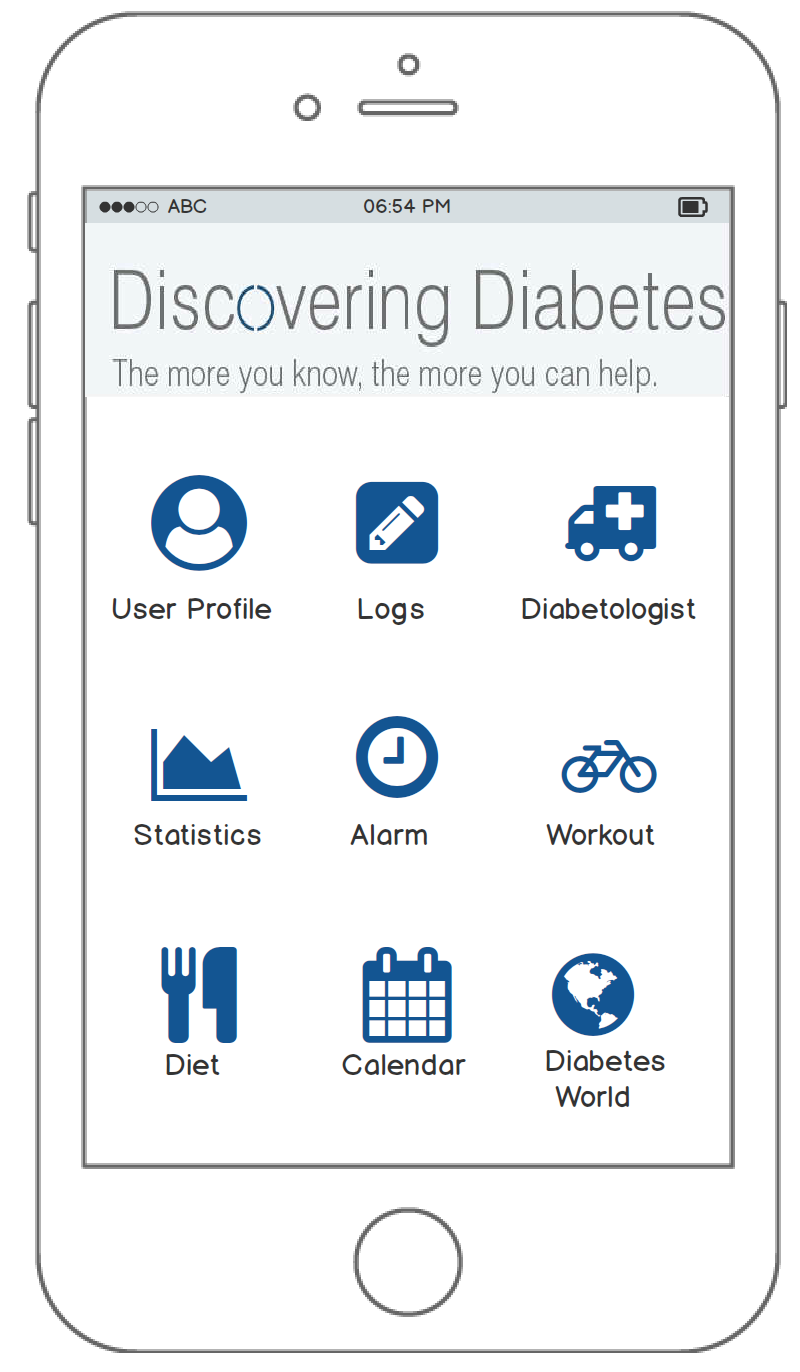 ABC 06:54 PM
Discovering Diabetes
The more you know, the more you can help.
User Profile Logs Diabetologist
Statistics Alarm Workout
Diet Calendar Diabetes
World